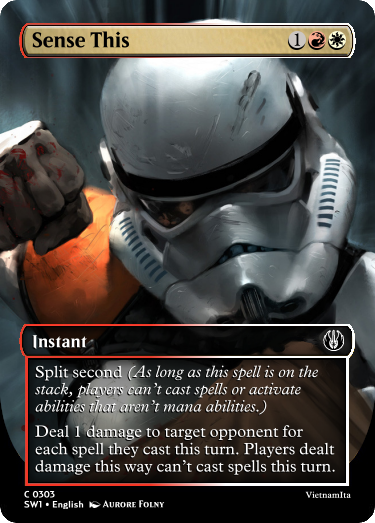 Sense This 1
Instant
Split second (As long as this spell is on the
stack, players can't cast spells or activate
abilities that aren't mana abilities.)
Deal 1 damage to target opponent for
each spell they cast this turn. Players dealt
damage this way can't cast spells this turn.
C 0303
SW1 • English AURORE FOLNY VietnamIta